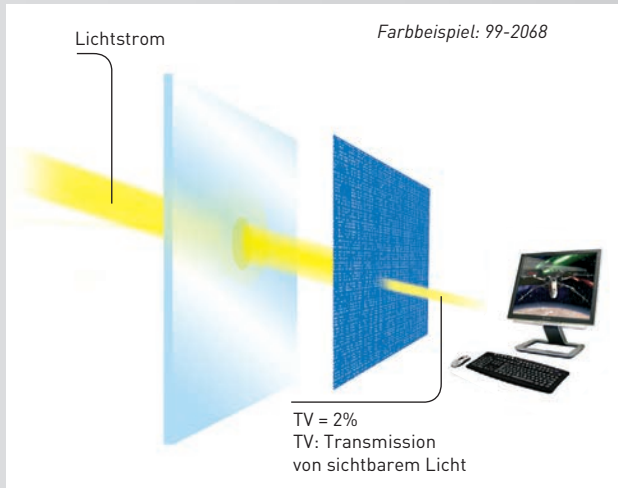 Lichtstrom
Farbbeispiel: 99-2068
TV = 2%
TV: Transmission
von sichtbarem Licht